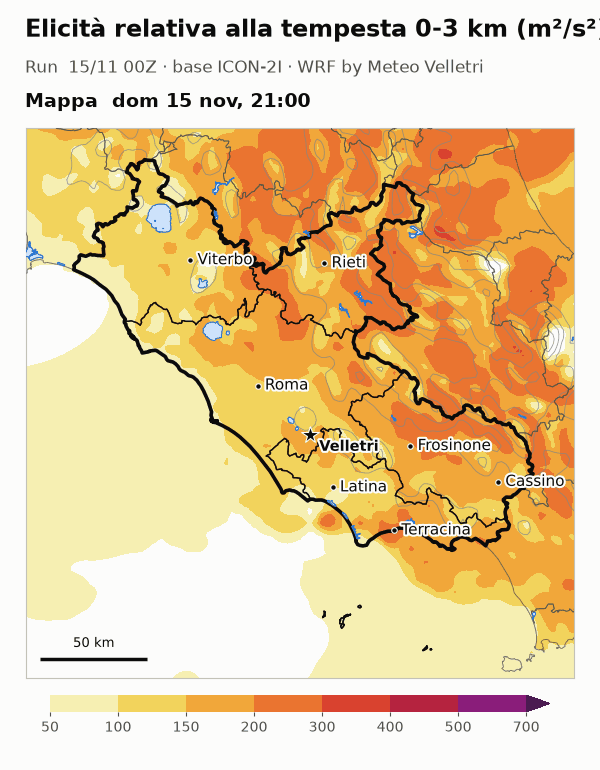 Elicità relativa alla tempesta 0-3 km (m²/s²)
Run 15/11 00Z · base ICON-2I · WRF by Meteo Velletri
Mappa dom 15 nov, 21:00
Viterbo
Rieti
Roma
Velletri
Frosinone
Latina
Cassino
Terracina
50 km
50 100 150 200 300 400 500 700